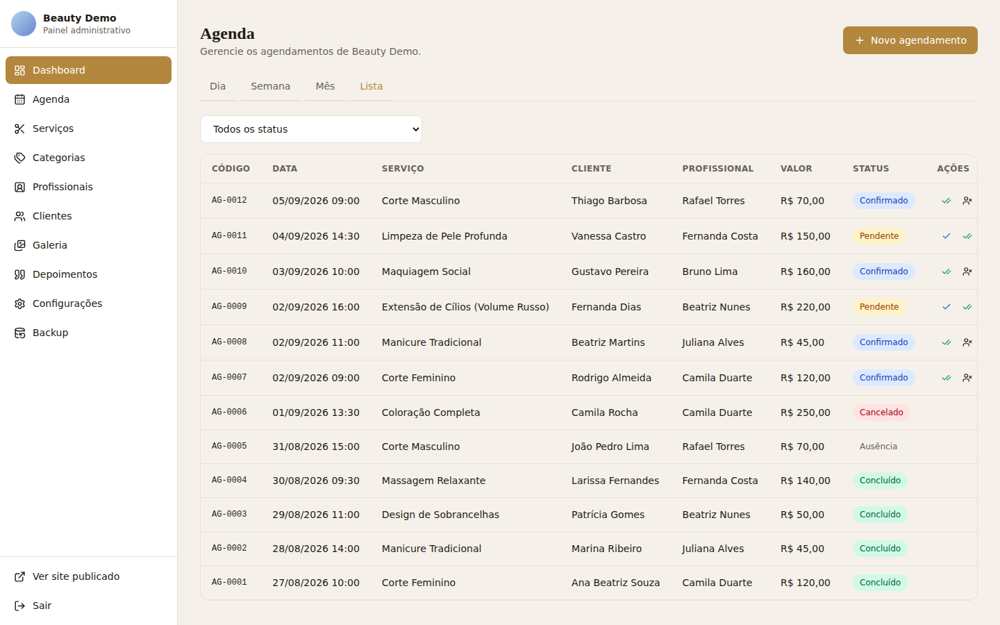 Beauty Demo
Painel administrativo
Dashboard
Agenda
Serviços
Categorias
Profissionais
Clientes
Galeria
Depoimentos
Configurações
Backup
Ver site publicado
Sair
Agenda
Gerencie os agendamentos de Beauty Demo.
Novo agendamento
Dia Semana Mês Lista
Todos os status
CÓDIGO DATA SERVIÇO CLIENTE PROFISSIONAL VALOR STATUS AÇÕES
AG-0012 05/09/2026 09:00 Corte Masculino Thiago Barbosa Rafael Torres R$ 70,00 Confirmado
AG-0011 04/09/2026 14:30 Limpeza de Pele Profunda Vanessa Castro Fernanda Costa R$ 150,00 Pendente
AG-0010 03/09/2026 10:00 Maquiagem Social Gustavo Pereira Bruno Lima R$ 160,00 Confirmado
AG-0009 02/09/2026 16:00 Extensão de Cílios (Volume Russo) Fernanda Dias Beatriz Nunes R$ 220,00 Pendente
AG-0008 02/09/2026 11:00 Manicure Tradicional Beatriz Martins Juliana Alves R$ 45,00 Confirmado
AG-0007 02/09/2026 09:00 Corte Feminino Rodrigo Almeida Camila Duarte R$ 120,00 Confirmado
AG-0006 01/09/2026 13:30 Coloração Completa Camila Rocha Camila Duarte R$ 250,00 Cancelado
AG-0005 31/08/2026 15:00 Corte Masculino João Pedro Lima Rafael Torres R$ 70,00 Ausência
AG-0004 30/08/2026 09:30 Massagem Relaxante Larissa Fernandes Fernanda Costa R$ 140,00 Concluído
AG-0003 29/08/2026 11:00 Design de Sobrancelhas Patrícia Gomes Beatriz Nunes R$ 50,00 Concluído
AG-0002 28/08/2026 14:00 Manicure Tradicional Marina Ribeiro Juliana Alves R$ 45,00 Concluído
AG-0001 27/08/2026 10:00 Corte Feminino Ana Beatriz Souza Camila Duarte R$ 120,00 Concluído